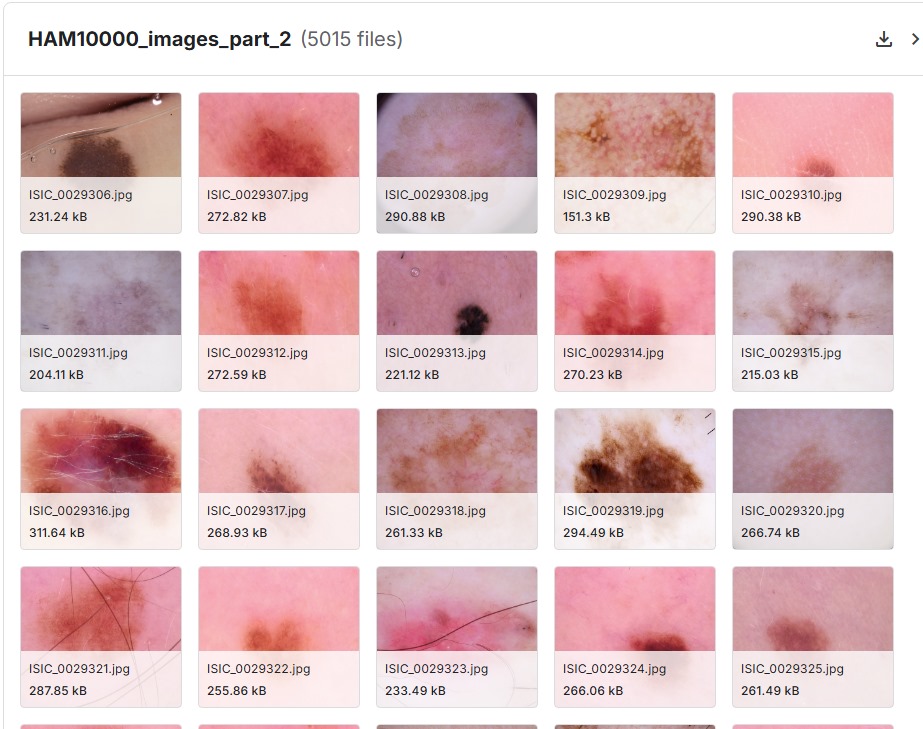 HAM10000_images_part_2 (5015 files)
ISIC_0029306.jpg
231.24 kB
ISIC_0029307.jpg
272.82 kB
ISIC_0029308.jpg
290.88 kB
ISIC_0029309.jpg
151.3 kB
ISIC_0029310.jpg
290.38 kB
ISIC_0029311.jpg
204.11 kB
ISIC_0029312.jpg
272.59 kB
ISIC_0029313.jpg
221.12 kB
ISIC_0029314.jpg
270.23 kB
ISIC_0029315.jpg
215.03 kB
ISIC_0029316.jpg
311.64 kB
ISIC_0029317.jpg
268.93 kB
ISIC_0029318.jpg
261.33 kB
ISIC_0029319.jpg
294.49 kB
ISIC_0029320.jpg
266.74 kB
ISIC_0029321.jpg
287.85 kB
ISIC_0029322.jpg
255.86 kB
ISIC_0029323.jpg
233.49 kB
ISIC_0029324.jpg
266.06 kB
ISIC_0029325.jpg
261.49 kB